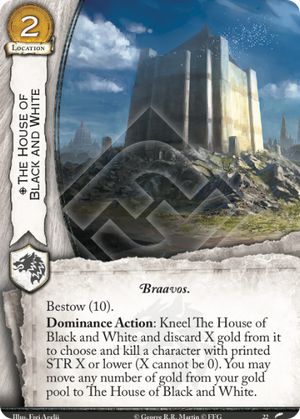 2
LOCATION
THE HOUSE OF
BLACK AND WHITE
Braavos.
Bestow (10).
Dominance Action: Kneel The House of
Black and White and discard X gold from it
to choose and kill a character with printed
STR X or lower (X cannot be 0). You may
move any number of gold from your gold
pool to The House of Black and White.
Illus. Frej Agelii
© George R.R. Martin © FFG
22